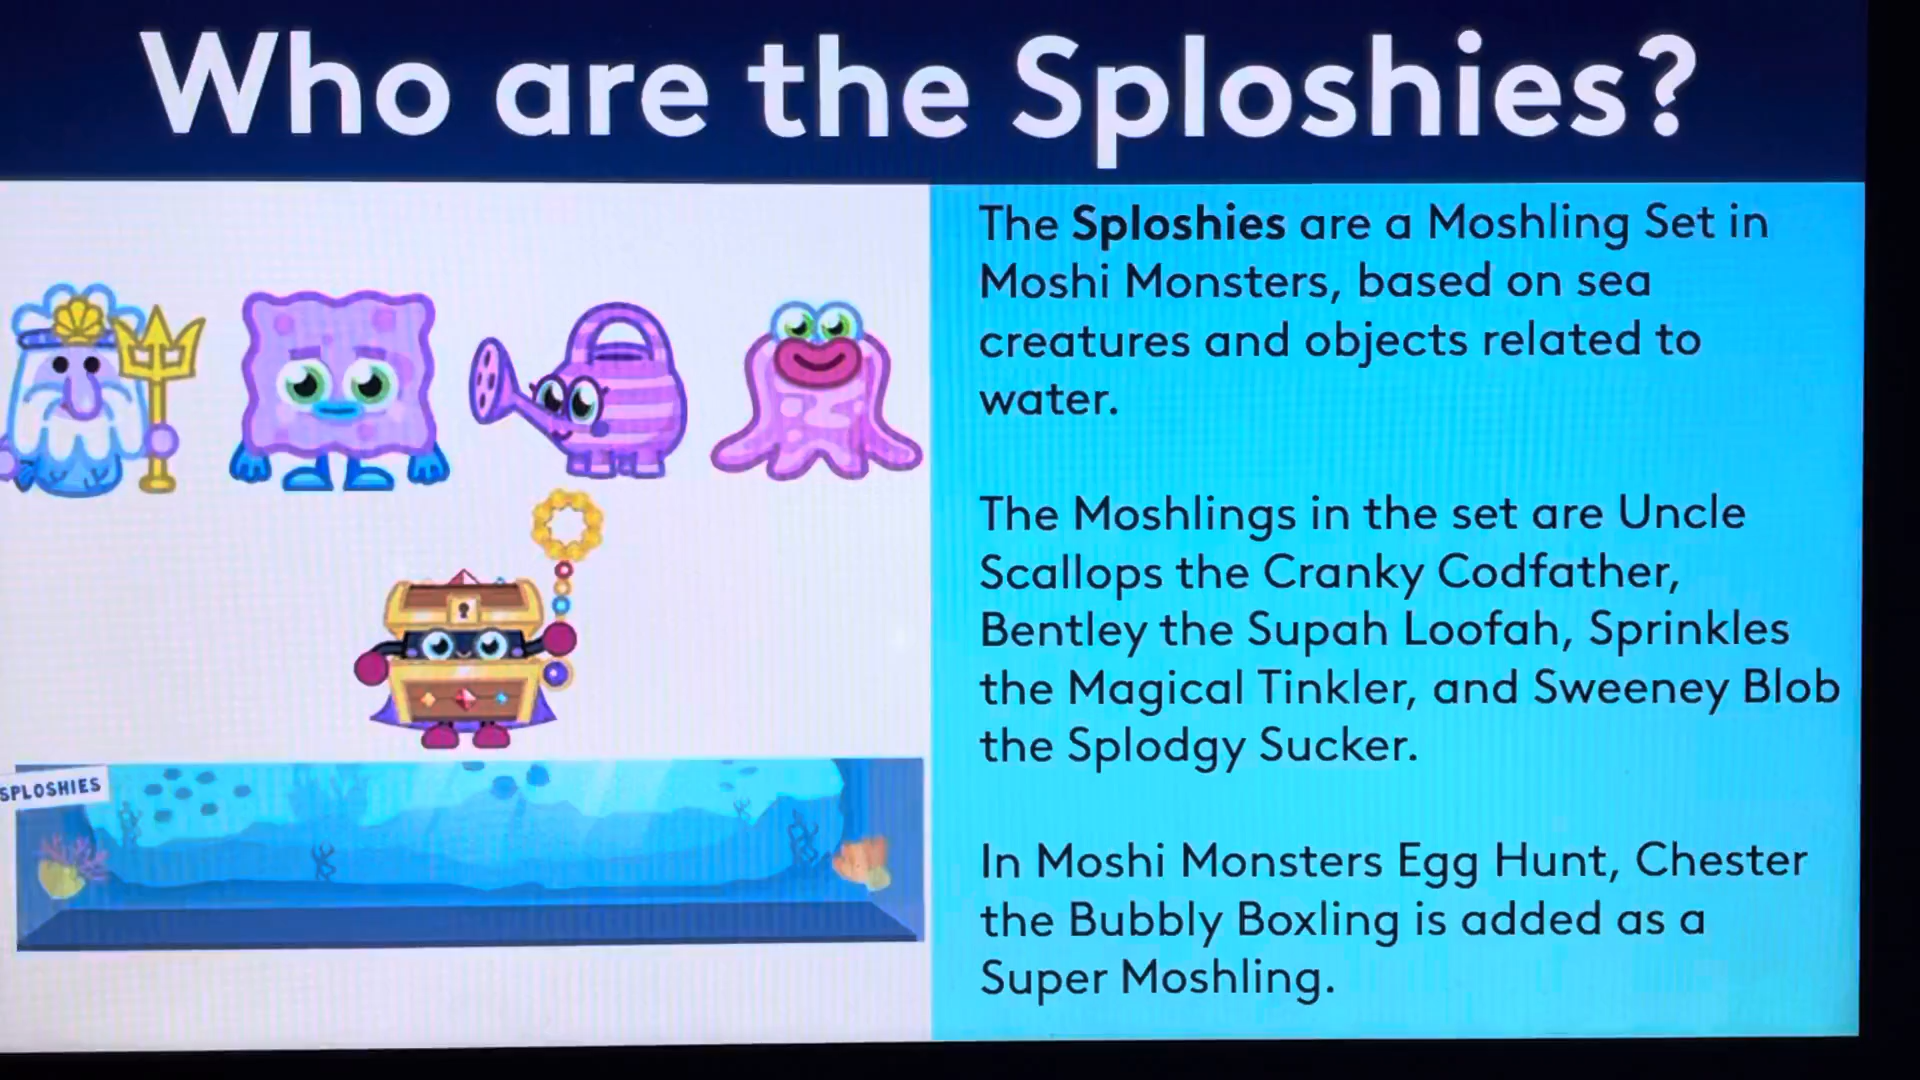 Who are the Sploshies?
The Sploshies are a Moshling Set in
Moshi Monsters, based on sea
creatures and objects related to
water.
The Moshlings in the set are Uncle
Scallops the Cranky Codfather,
Bentley the Supah Loofah, Sprinkles
the Magical Tinkler, and Sweeney Blob
the Splodgy Sucker.
In Moshi Monsters Egg Hunt, Chester
the Bubbly Boxling is added as a
Super Moshling.
SPLOSHIES